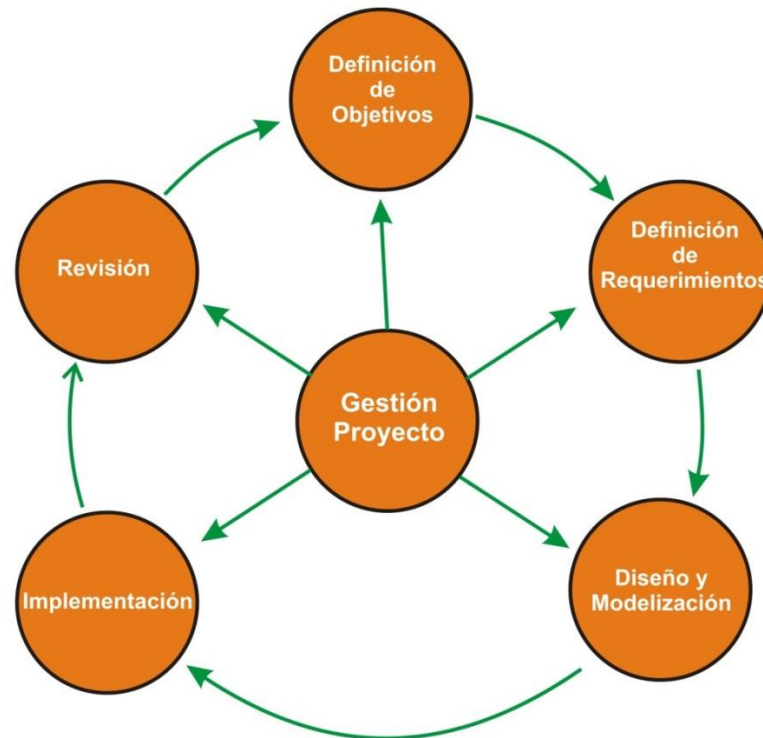 Definición
de
Objetivos
Definición
de
Requerimientos
Revisión
Gestión
Proyecto
Diseño y
Modelización
Implementación